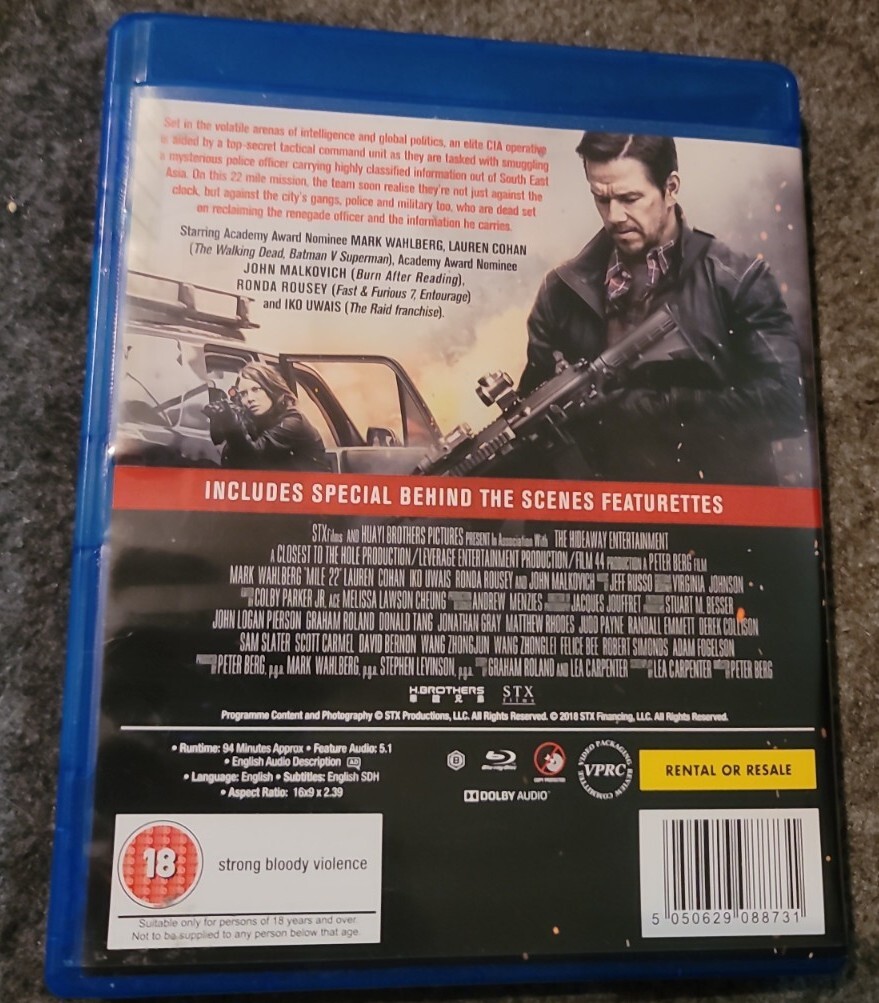 Set in the volatile arenas of intelligence and global politics, an elite CIA operative
is aided by a top-secret tactical command unit as they are tasked with smuggling
a mysterious police officer carrying highly classified information out of South East
Asia. On this 22 mile mission, the team soon realise they're not just against the
clock, but against the city's gangs, police and military too, who are dead set
on reclaiming the renegade officer and the information he carries.
Starring Academy Award Nominee MARK WAHLBERG, LAUREN COHAN
(The Walking Dead, Batman V Superman), Academy Award Nominee
JOHN MALKOVICH (Burn After Reading),
RONDA ROUSEY (Fast & Furious 7, Entourage)
and IKO UWAIS (The Raid franchise).
INCLUDES SPECIAL BEHIND THE SCENES FEATURETTES
STXfilms AND HUAYI BROTHERS PICTURES PRESENT In Association With THE HIDEAWAY ENTERTAINMENT
A CLOSEST TO THE HOLE PRODUCTION/LEVERAGE ENTERTAINMENT PRODUCTION/FILM 44 PRODUCTION A PETER BERG FILM
MARK WAHLBERG "MILE 22" LAUREN COHAN IKO UWAIS RONDA ROUSEY AND JOHN MALKOVICH JEFF RUSSO VIRGINIA JOHNSON
COLBY PARKER JR, ACE MELISSA LAWSON CHEUNG ANDREW MENZIES JACQUES JOUFFRET STUART M. BESSER
JOHN LOGAN PIERSON GRAHAM ROLAND DONALD TANG JONATHAN GRAY MATTHEW RHODES JUDD PAYNE RANDALL EMMETT DEREK COLLISON
SAM SLATER SCOTT CARMEL DAVID BERNON WANG ZHONGJUN WANG ZHONGLEI FELICE BEE ROBERT SIMONDS ADAM FOGELSON
PETER BERG, p.g.a. MARK WAHLBERG, p.g.a. STEPHEN LEVINSON, p.g.a. GRAHAM ROLAND AND LEA CARPENTER LEA CARPENTER PETER BERG
H.BROTHERS STX
films
Programme Content and Photography © STX Productions, LLC. All Rights Reserved. © 2018 STX Financing, LLC. All Rights Reserved.
• Runtime: 94 Minutes Approx • Feature Audio: 5.1
• English Audio Description AD
• Language: English • Subtitles: English SDH
• Aspect Ratio: 16x9 x 2.39
B Blu-ray Disc COPY PROTECTED
VIDEO PACKAGING REVIEW COMMITTEE VPRC
DOLBY AUDIO
RENTAL OR RESALE
18 strong bloody violence
Suitable only for persons of 18 years and over.
Not to be supplied to any person below that age.
5 050629 088731